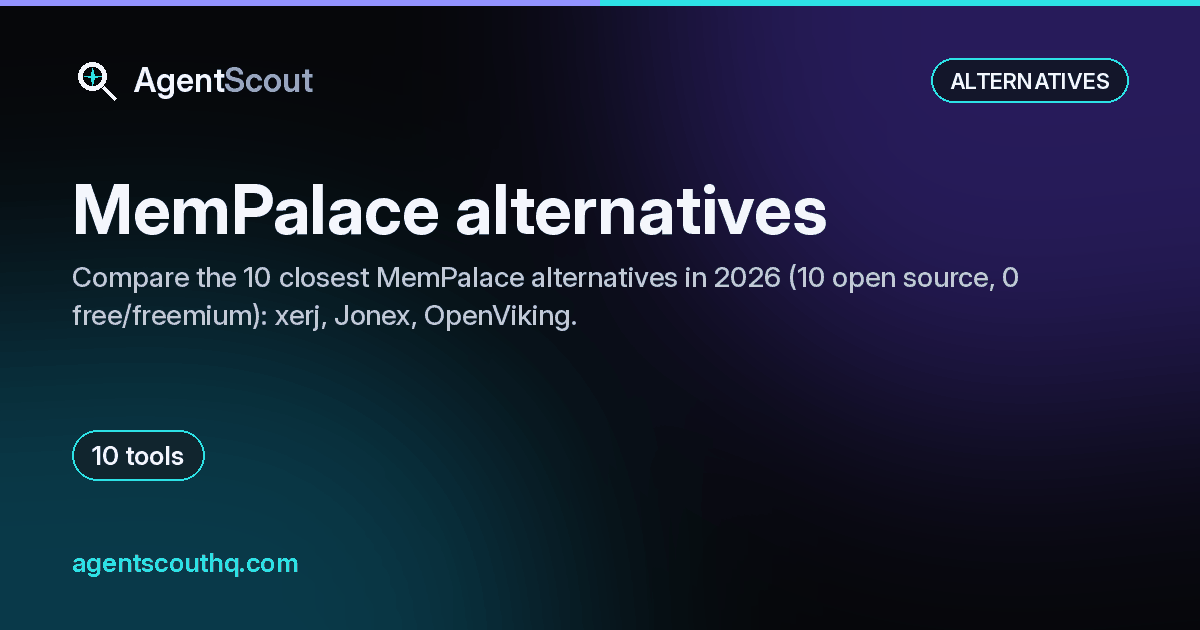 AgentScout
ALTERNATIVES
MemPalace alternatives
Compare the 10 closest MemPalace alternatives in 2026 (10 open source, 0
free/freemium): xerj, Jonex, OpenViking.
10 tools
agentscouthq.com